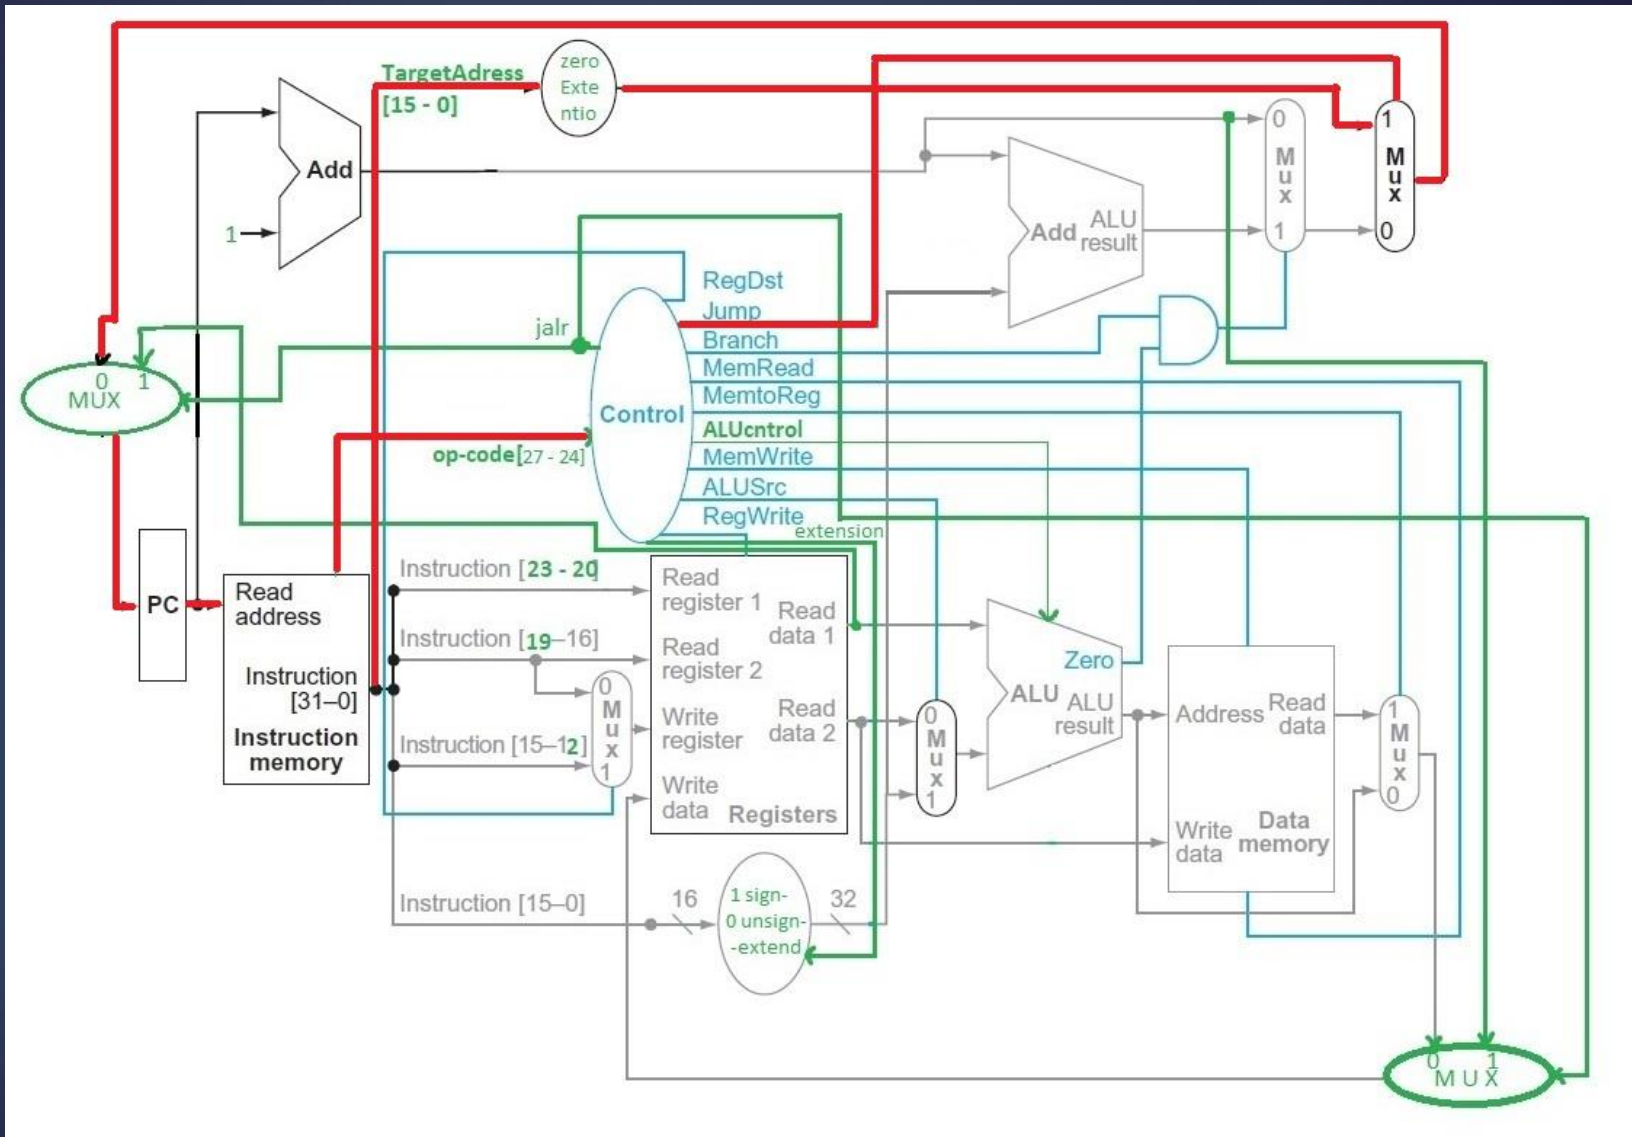 TargetAdress
[15 - 0]
zero
Exte
ntio
Add
1
0
M
u
x
1
1
M
u
x
0
Add
ALU
result
RegDst
Jump
Branch
MemRead
MemtoReg
ALUcntrol
MemWrite
ALUSrc
RegWrite
jalr
Control
op-code[27 - 24]
extension
0 1
MUX
PC
Read
address
Instruction
[31–0]
Instruction
memory
Instruction [23 - 20]
Instruction [19–16]
Instruction [15–12]
Instruction [15–0]
0
M
u
x
1
Read
register 1
Read
register 2
Write
register
Write
data
Read
data 1
Read
data 2
Registers
16
1 sign-
0 unsign-
-extend
32
0
M
u
x
1
Zero
ALU
ALU
result
Address
Read
data
Write
data
Data
memory
1
M
u
x
0
0 1
M U X